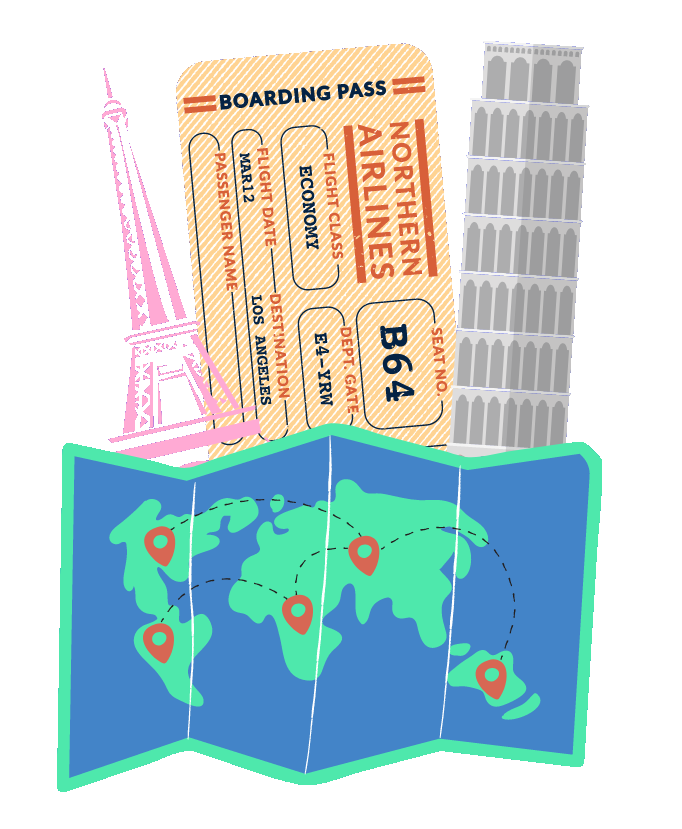 BOARDING PASS
NORTHERN
AIRLINES
FLIGHT CLASS
ECONOMY
FLIGHT DATE
MAR12
PASSENGER NAME
SEAT NO.
B64
DEPT. GATE
E4-YRW
DESTINATION
LOS ANGELES